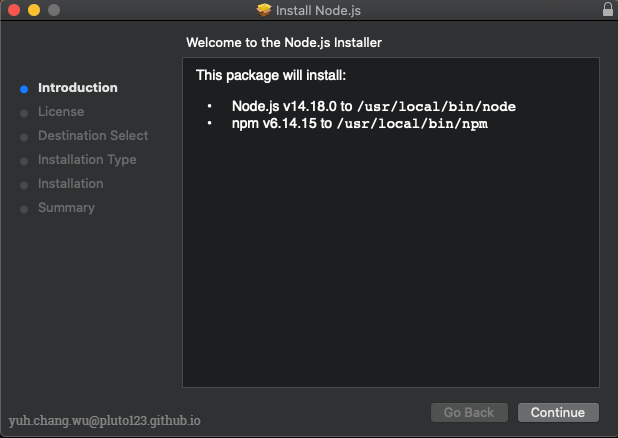 Install Node.js
Welcome to the Node.js Installer
Introduction
License
Destination Select
Installation Type
Installation
Summary
This package will install:
• Node.js v14.18.0 to /usr/local/bin/node
• npm v6.14.15 to /usr/local/bin/npm
Go Back
Continue
yuh.chang.wu@pluto123.github.io